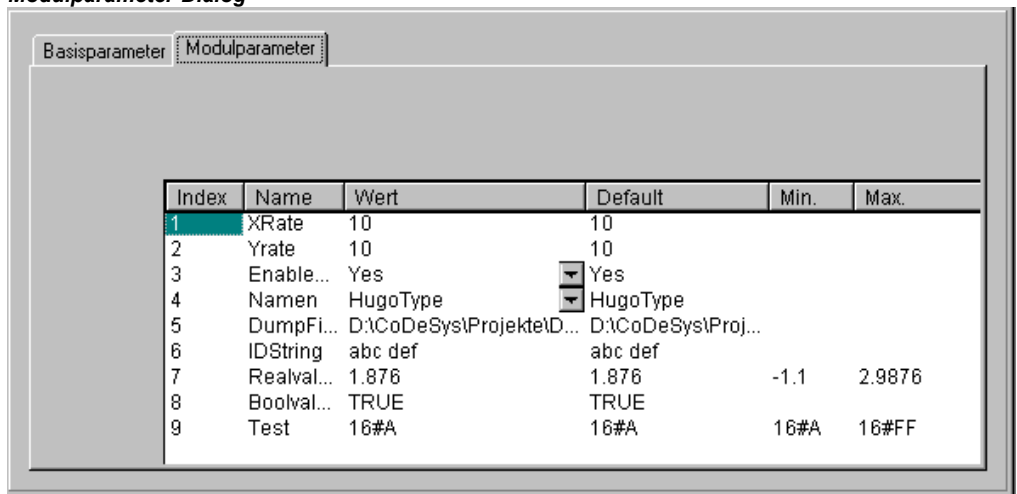 Modulparameter Dialog
Basisparameter Modulparameter
Index Name Wert Default Min. Max.
1 XRate 10 10
2 Yrate 10 10
3 Enable... Yes Yes
4 Namen HugoType HugoType
5 DumpFi... D:\CoDeSys\Projekte\D... D:\CoDeSys\Proj...
6 IDString abc def abc def
7 Realval... 1.876 1.876 -1.1 2.9876
8 Boolval... TRUE TRUE
9 Test 16#A 16#A 16#A 16#FF